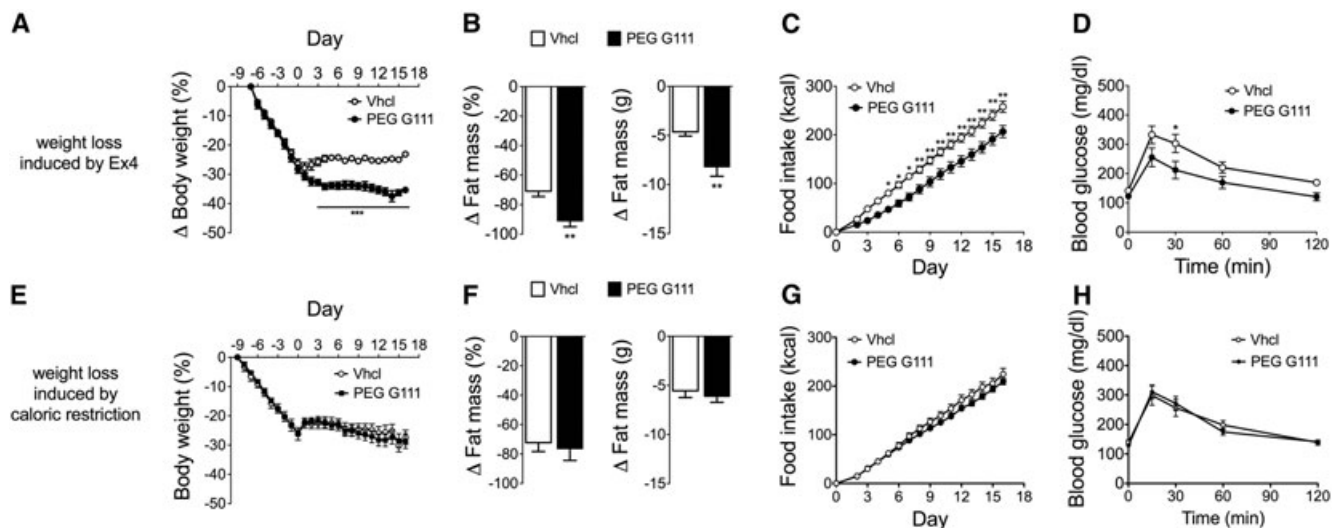 A
Day
-9 -6 -3 0 3 6 9 12 15 18
0
-10
-20
-30
-40
-50
Δ Body weight (%)
Vhcl
PEG G111
***
weight loss
induced by Ex4
B
Vhcl PEG G111
0
-20
-40
-60
-80
-100
Δ Fat mass (%)
**
0
-5
-10
-15
Δ Fat mass (g)
**
C
300
200
100
0
Food intake (kcal)
Vhcl
PEG G111
* * * ** ** ** ** ** ** ** ** **
0 3 6 9 12 15 18
Day
D
500
400
300
200
100
0
Blood glucose (mg/dl)
Vhcl
PEG G111
*
0 30 60 90 120
Time (min)
E
Day
-9 -6 -3 0 3 6 9 12 15 18
0
-10
-20
-30
-40
-50
Body weight (%)
Vhcl
PEG G111
weight loss
induced by
caloric restriction
F
Vhcl PEG G111
0
-20
-40
-60
-80
-100
Δ Fat mass (%)
0
-5
-10
-15
Δ Fat mass (g)
G
300
200
100
0
Food intake (kcal)
Vhcl
PEG G111
0 3 6 9 12 15 18
Day
H
500
400
300
200
100
0
Blood glucose (mg/dl)
Vhcl
PEG G111
0 30 60 90 120
Time (min)